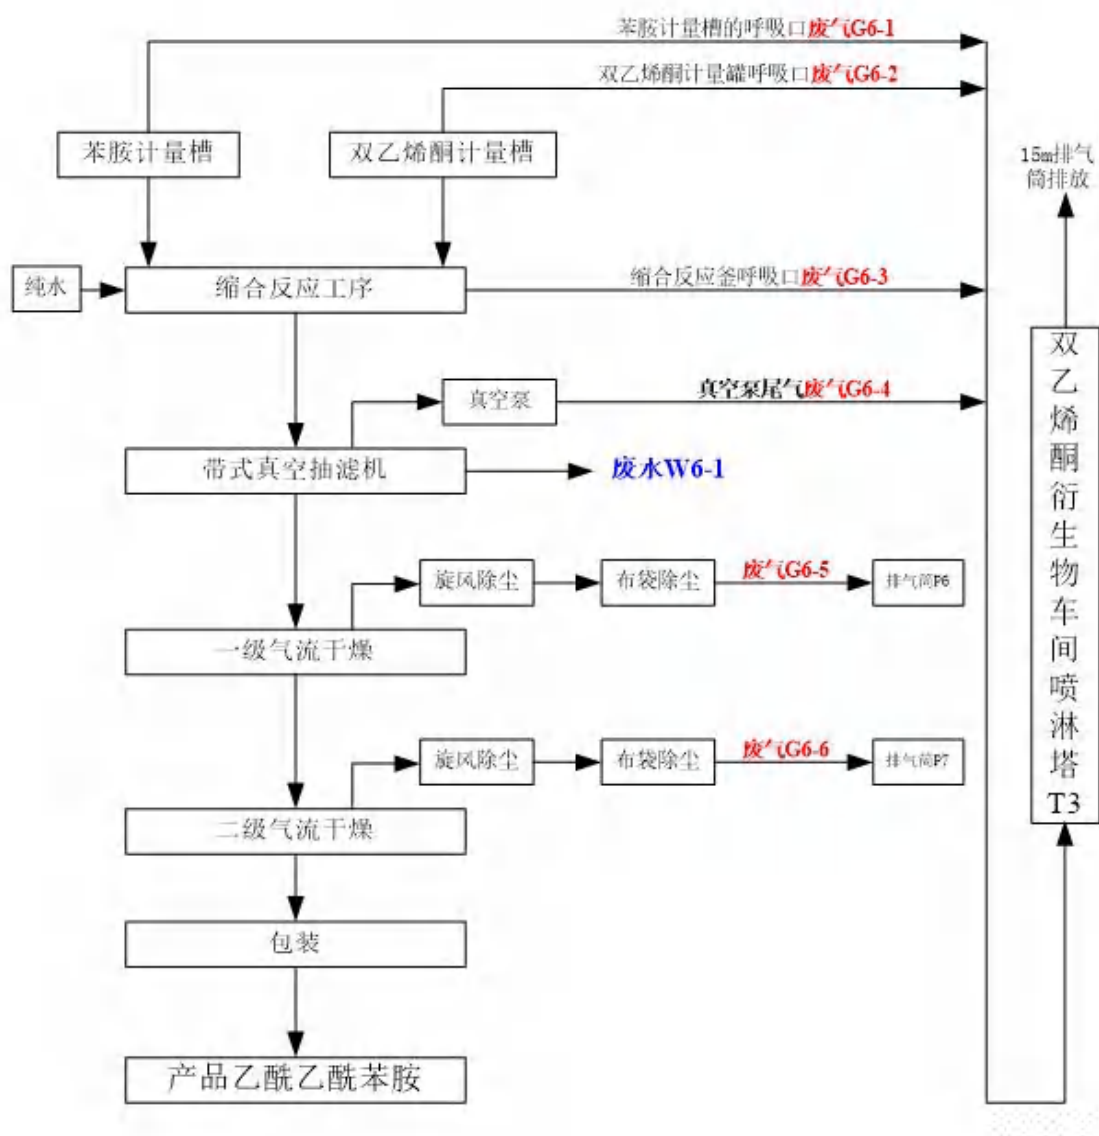 苯胺计量槽的呼吸口废气G6-1
双乙烯酮计量罐呼吸口废气G6-2
苯胺计量槽
双乙烯酮计量槽
15m排气
筒排放
纯水
缩合反应工序
缩合反应釜呼吸口废气G6-3
真空泵
真空泵尾气废气G6-4
带式真空抽滤机
废水W6-1
旋风除尘
布袋除尘
废气G6-5
排气筒P6
一级气流干燥
旋风除尘
布袋除尘
废气G6-6
排气筒P7
二级气流干燥
包装
产品乙酰乙酰苯胺
双
乙
烯
酮
衍
生
物
车
间
喷
淋
塔
T3